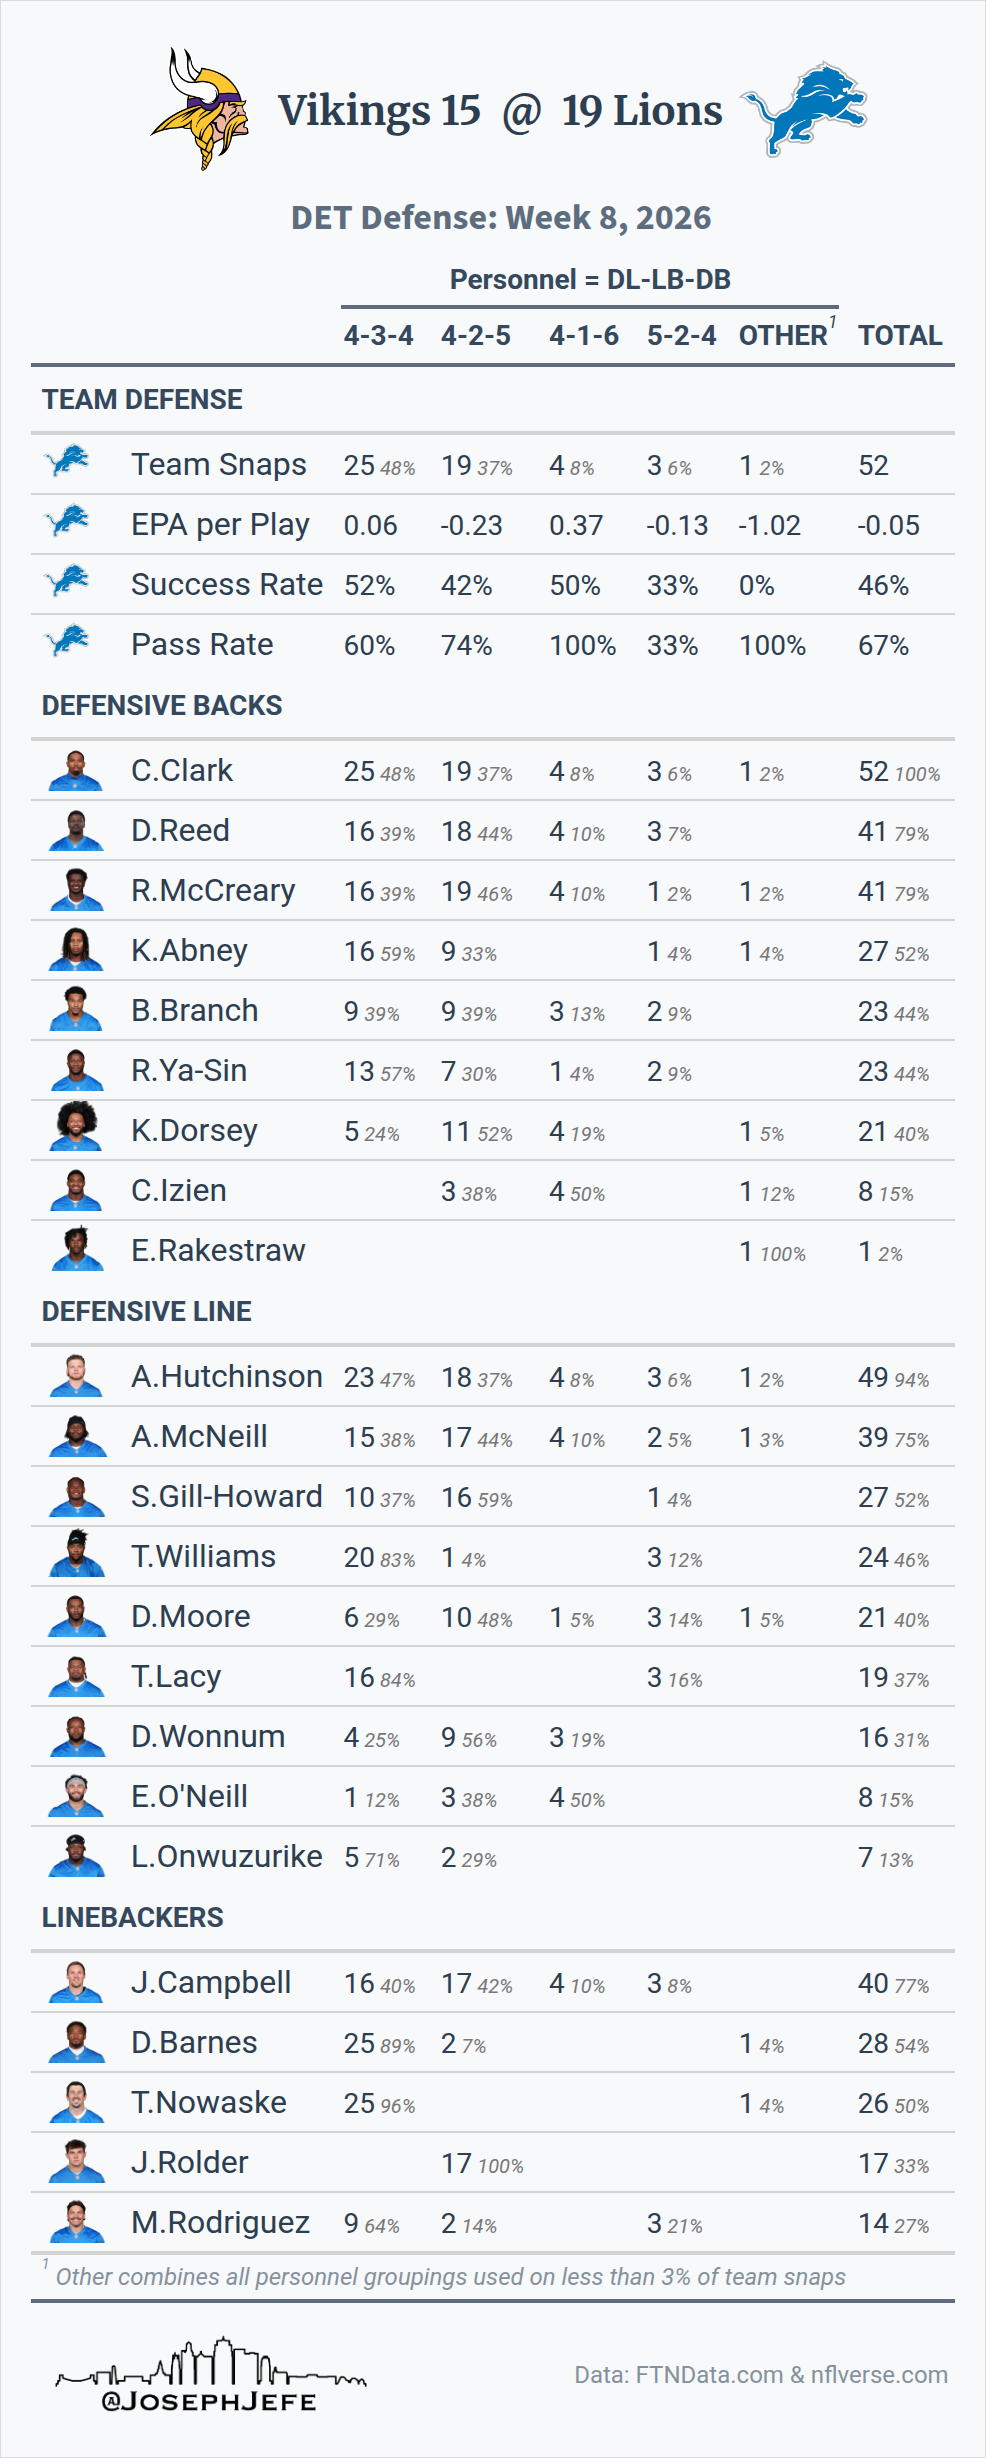 Vikings 15 @ 19 Lions
DET Defense: Week 8, 2026
Personnel = DL-LB-DB
4-3-4 4-2-5 4-1-6 5-2-4 OTHER1 TOTAL
TEAM DEFENSE
Team Snaps 25 48% 19 37% 4 8% 3 6% 1 2% 52
EPA per Play 0.06 -0.23 0.37 -0.13 -1.02 -0.05
Success Rate 52% 42% 50% 33% 0% 46%
Pass Rate 60% 74% 100% 33% 100% 67%
DEFENSIVE BACKS
C.Clark 25 48% 19 37% 4 8% 3 6% 1 2% 52 100%
D.Reed 16 39% 18 44% 4 10% 3 7% 41 79%
R.McCreary 16 39% 19 46% 4 10% 1 2% 1 2% 41 79%
K.Abney 16 59% 9 33% 1 4% 1 4% 27 52%
B.Branch 9 39% 9 39% 3 13% 2 9% 23 44%
R.Ya-Sin 13 57% 7 30% 1 4% 2 9% 23 44%
K.Dorsey 5 24% 11 52% 4 19% 1 5% 21 40%
C.Izien 3 38% 4 50% 1 12% 8 15%
E.Rakestraw 1 100% 1 2%
DEFENSIVE LINE
A.Hutchinson 23 47% 18 37% 4 8% 3 6% 1 2% 49 94%
A.McNeill 15 38% 17 44% 4 10% 2 5% 1 3% 39 75%
S.Gill-Howard 10 37% 16 59% 1 4% 27 52%
T.Williams 20 83% 1 4% 3 12% 24 46%
D.Moore 6 29% 10 48% 1 5% 3 14% 1 5% 21 40%
T.Lacy 16 84% 3 16% 19 37%
D.Wonnum 4 25% 9 56% 3 19% 16 31%
E.O'Neill 1 12% 3 38% 4 50% 8 15%
L.Onwuzurike 5 71% 2 29% 7 13%
LINEBACKERS
J.Campbell 16 40% 17 42% 4 10% 3 8% 40 77%
D.Barnes 25 89% 2 7% 1 4% 28 54%
T.Nowaske 25 96% 1 4% 26 50%
J.Rolder 17 100% 17 33%
M.Rodriguez 9 64% 2 14% 3 21% 14 27%
1 Other combines all personnel groupings used on less than 3% of team snaps
@JOSEPHJEFE
Data: FTNData.com & nflverse.com